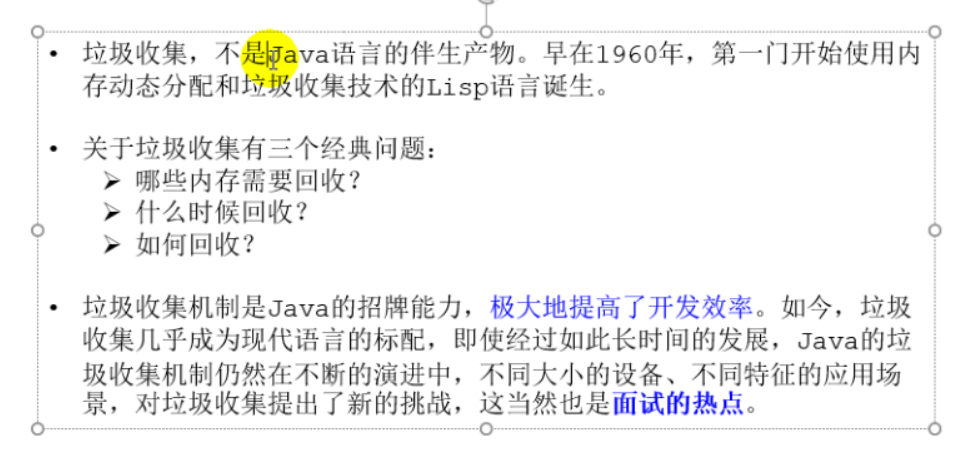 • 垃圾收集，不是Java语言的伴生产物。早在1960年，第一门开始使用内
存动态分配和垃圾收集技术的Lisp语言诞生。
• 关于垃圾收集有三个经典问题：
➢ 哪些内存需要回收？
➢ 什么时候回收？
➢ 如何回收？
• 垃圾收集机制是Java的招牌能力，极大地提高了开发效率。如今，垃圾
收集几乎成为现代语言的标配，即使经过如此长时间的发展，Java的垃
圾收集机制仍然在不断的演进中，不同大小的设备、不同特征的应用场
景，对垃圾收集提出了新的挑战，这当然也是面试的热点。